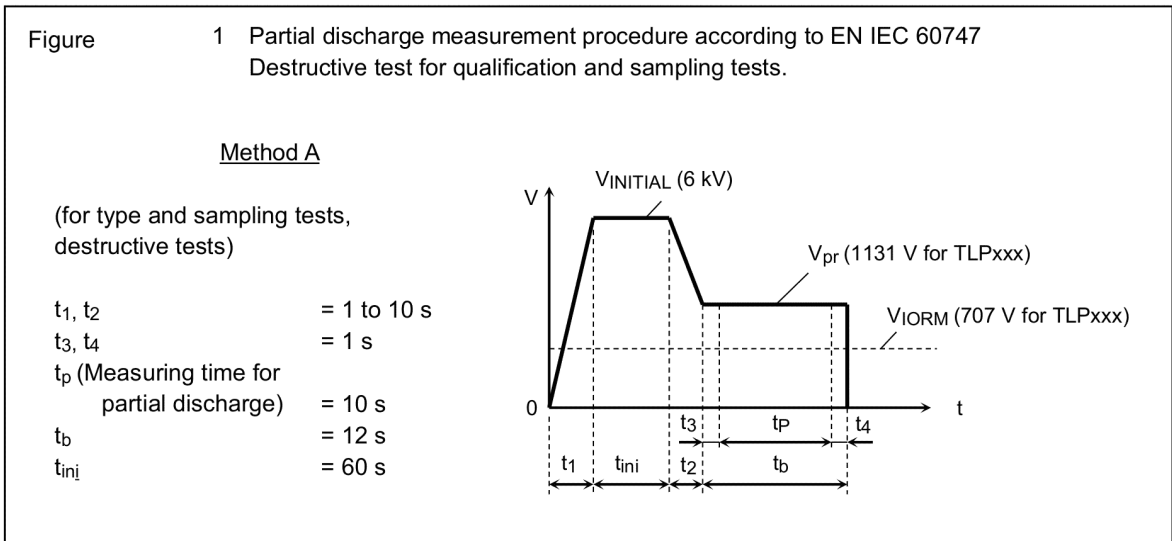 Figure 1 Partial discharge measurement procedure according to EN IEC 60747
Destructive test for qualification and sampling tests.
Method A
(for type and sampling tests,
destructive tests)
t1, t2 = 1 to 10 s
t3, t4 = 1 s
tp (Measuring time for
partial discharge) = 10 s
tb = 12 s
tini = 60 s
V
VINITIAL (6 kV)
Vpr (1131 V for TLPxxx)
VIORM (707 V for TLPxxx)
0
t
t3 tP t4
t1 tini t2 tb